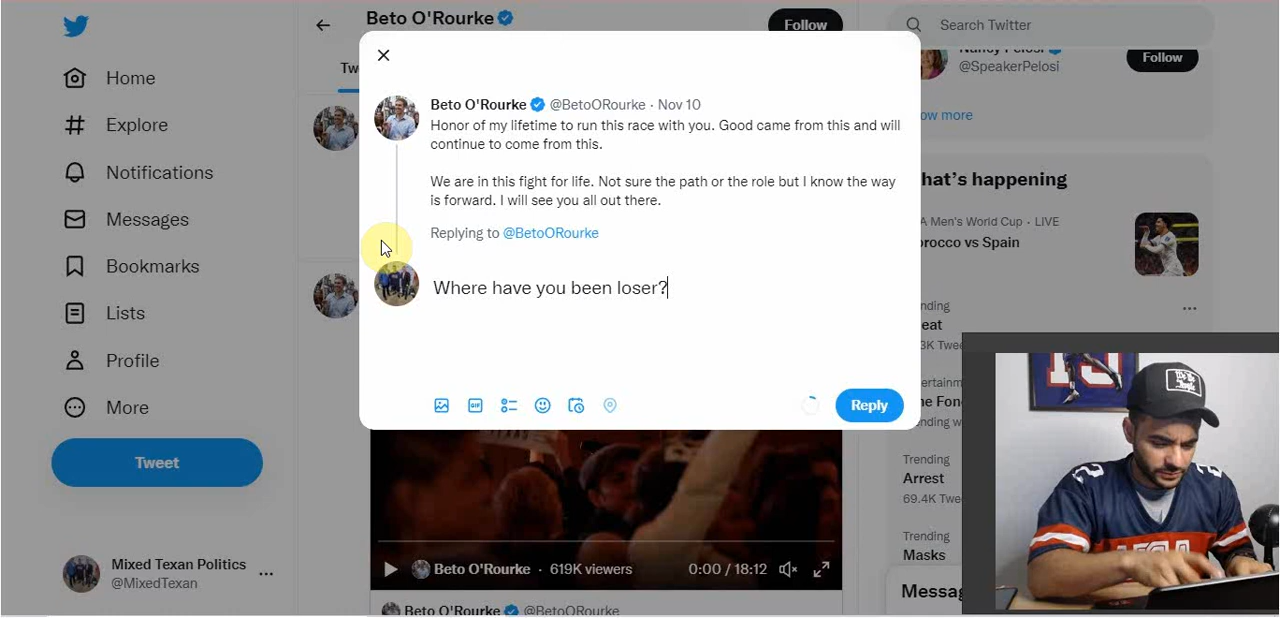 Home
Explore
Notifications
Messages
Bookmarks
Lists
Profile
More
Tweet
Mixed Texan Politics
@MixedTexan
Beto O'Rourke
Follow
Beto O'Rourke @BetoORourke · Nov 10
Honor of my lifetime to run this race with you. Good came from this and will
continue to come from this.
We are in this fight for life. Not sure the path or the role but I know the way
is forward. I will see you all out there.
Replying to @BetoORourke
Where have you been loser?
GIF
Reply
Beto O'Rourke · 619K viewers
0:00 / 18:12
Beto O'Rourke @BetoORourke
Search Twitter
Nancy Pelosi
@SpeakerPelosi
Follow
ow more
hat's happening
A Men's World Cup · LIVE
orocco vs Spain
nding
eat
3K Twee
ertainm
ne Fon
ending w
Trending
Arrest
69.4K Twe
Trending
Masks
Messag
We The
People